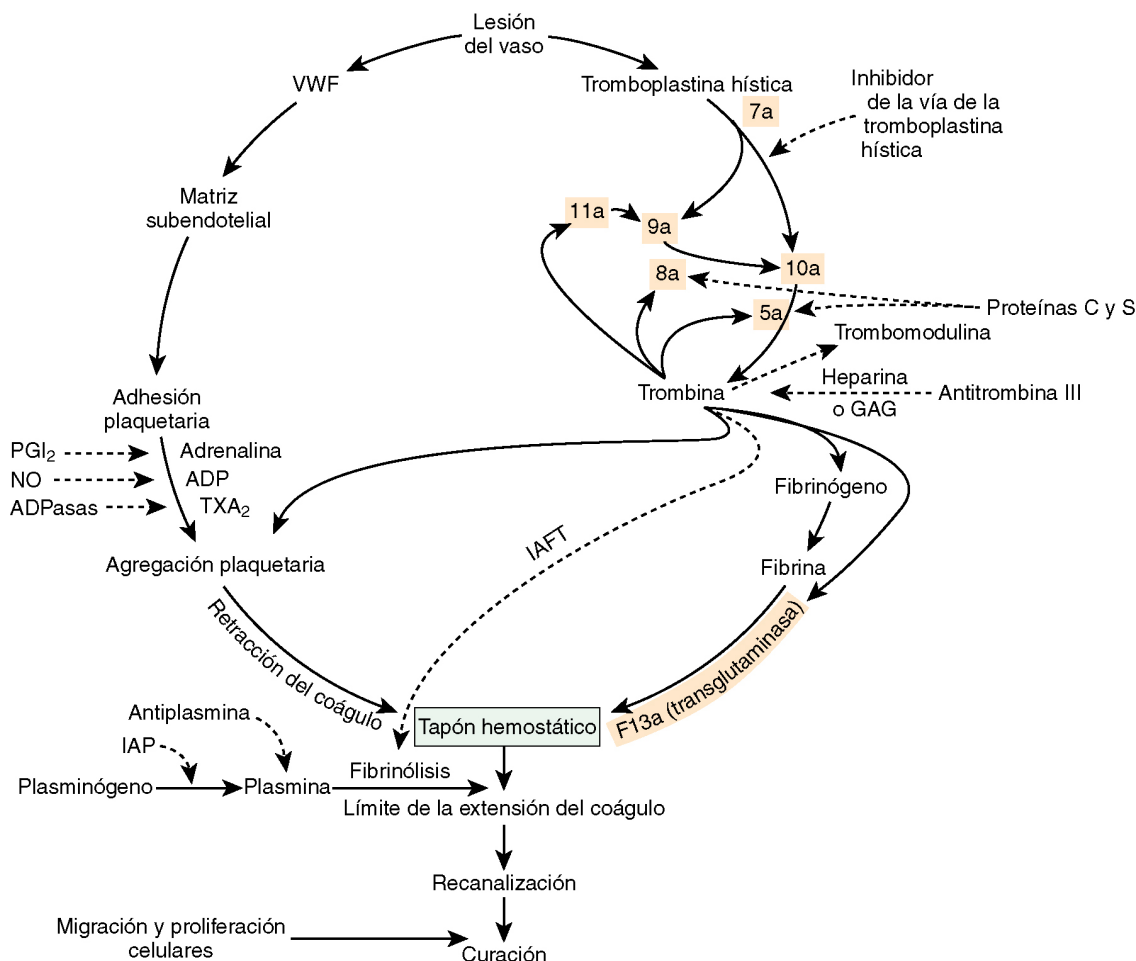 Lesión
del vaso
VWF
Tromboplastina hística
7a
Inhibidor
de la vía de la
tromboplastina
hística
Matriz
subendotelial
11a
9a
8a
10a
5a
Proteínas C y S
Trombomodulina
Trombina
Heparina
o GAG
Antitrombina III
Adhesión
plaquetaria
PGI₂
Adrenalina
NO
ADP
ADPasas
TXA₂
Fibrinógeno
IAFT
Agregación plaquetaria
Fibrina
Retracción del coágulo
F13a (transglutaminasa)
Tapón hemostático
Antiplasmina
IAP
Plasminógeno
Plasmina
Fibrinólisis
Límite de la extensión del coágulo
Recanalización
Migración y proliferación
celulares
Curación